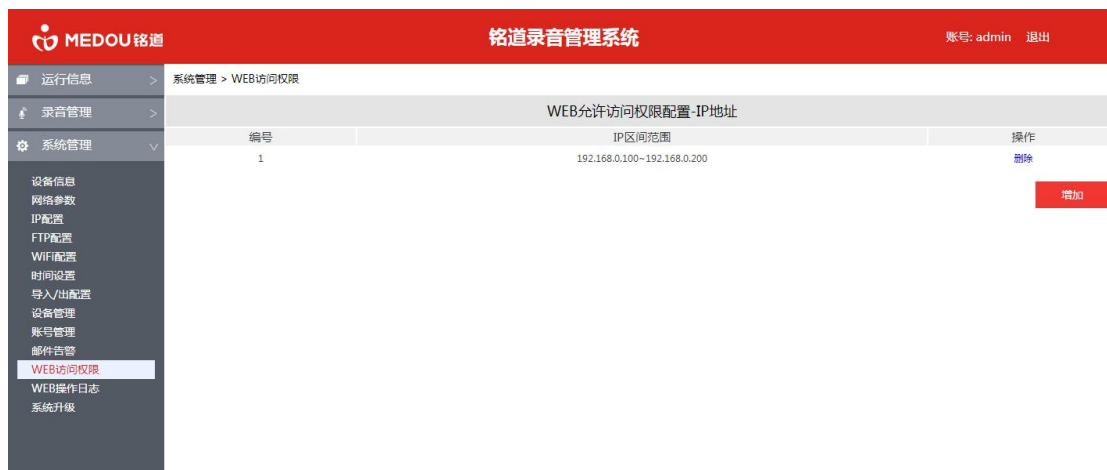 MEDOU铭道
铭道录音管理系统
账号: admin 退出
运行信息 >
系统管理 > WEB访问权限
录音管理 >
WEB允许访问权限配置-IP地址
系统管理
编号 IP区间范围 操作
1 192.168.0.100~192.168.0.200 删除
增加
设备信息
网络参数
IP配置
FTP配置
WiFi配置
时间设置
导入/出配置
设备管理
账号管理
邮件告警
WEB访问权限
WEB操作日志
系统升级